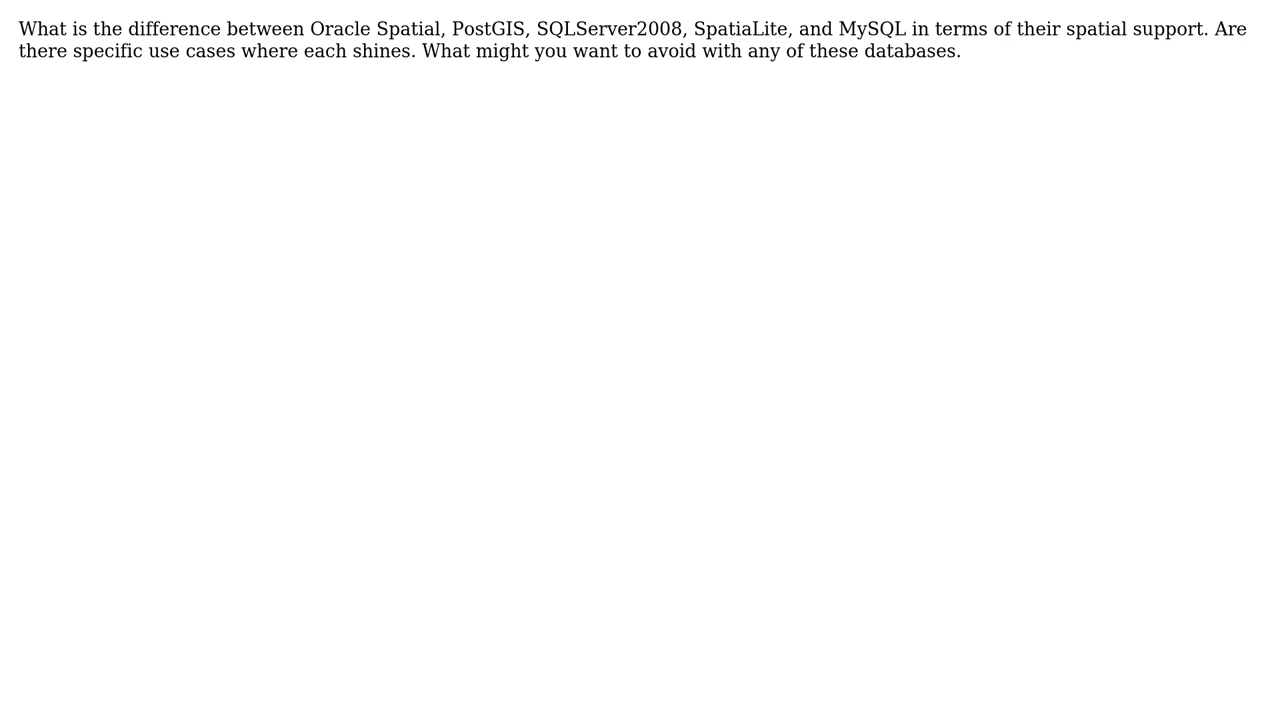 What is the difference between Oracle Spatial, PostGIS, SQLServer2008, SpatiaLite, and MySQL in terms of their spatial support. Are
there specific use cases where each shines. What might you want to avoid with any of these databases.